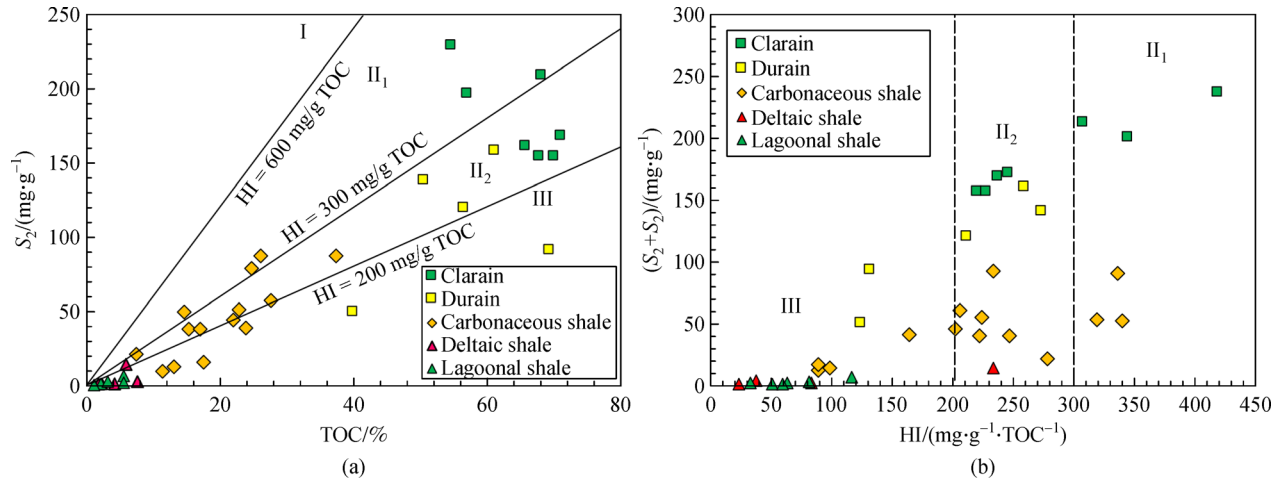 250
200
150
100
50
0
S₂/(mg·g⁻¹)
I
II₁
II₂
III
HI = 600 mg/g TOC
HI = 300 mg/g TOC
HI = 200 mg/g TOC
Clarain
Durain
Carbonaceous shale
Deltaic shale
Lagoonal shale
0 20 40 60 80
TOC/%
(a)
300
250
200
150
100
50
0
(S₂+S₂)/(mg·g⁻¹)
Clarain
Durain
Carbonaceous shale
Deltaic shale
Lagoonal shale
II₁
II₂
III
0 50 100 150 200 250 300 350 400 450
HI/(mg·g⁻¹·TOC⁻¹)
(b)